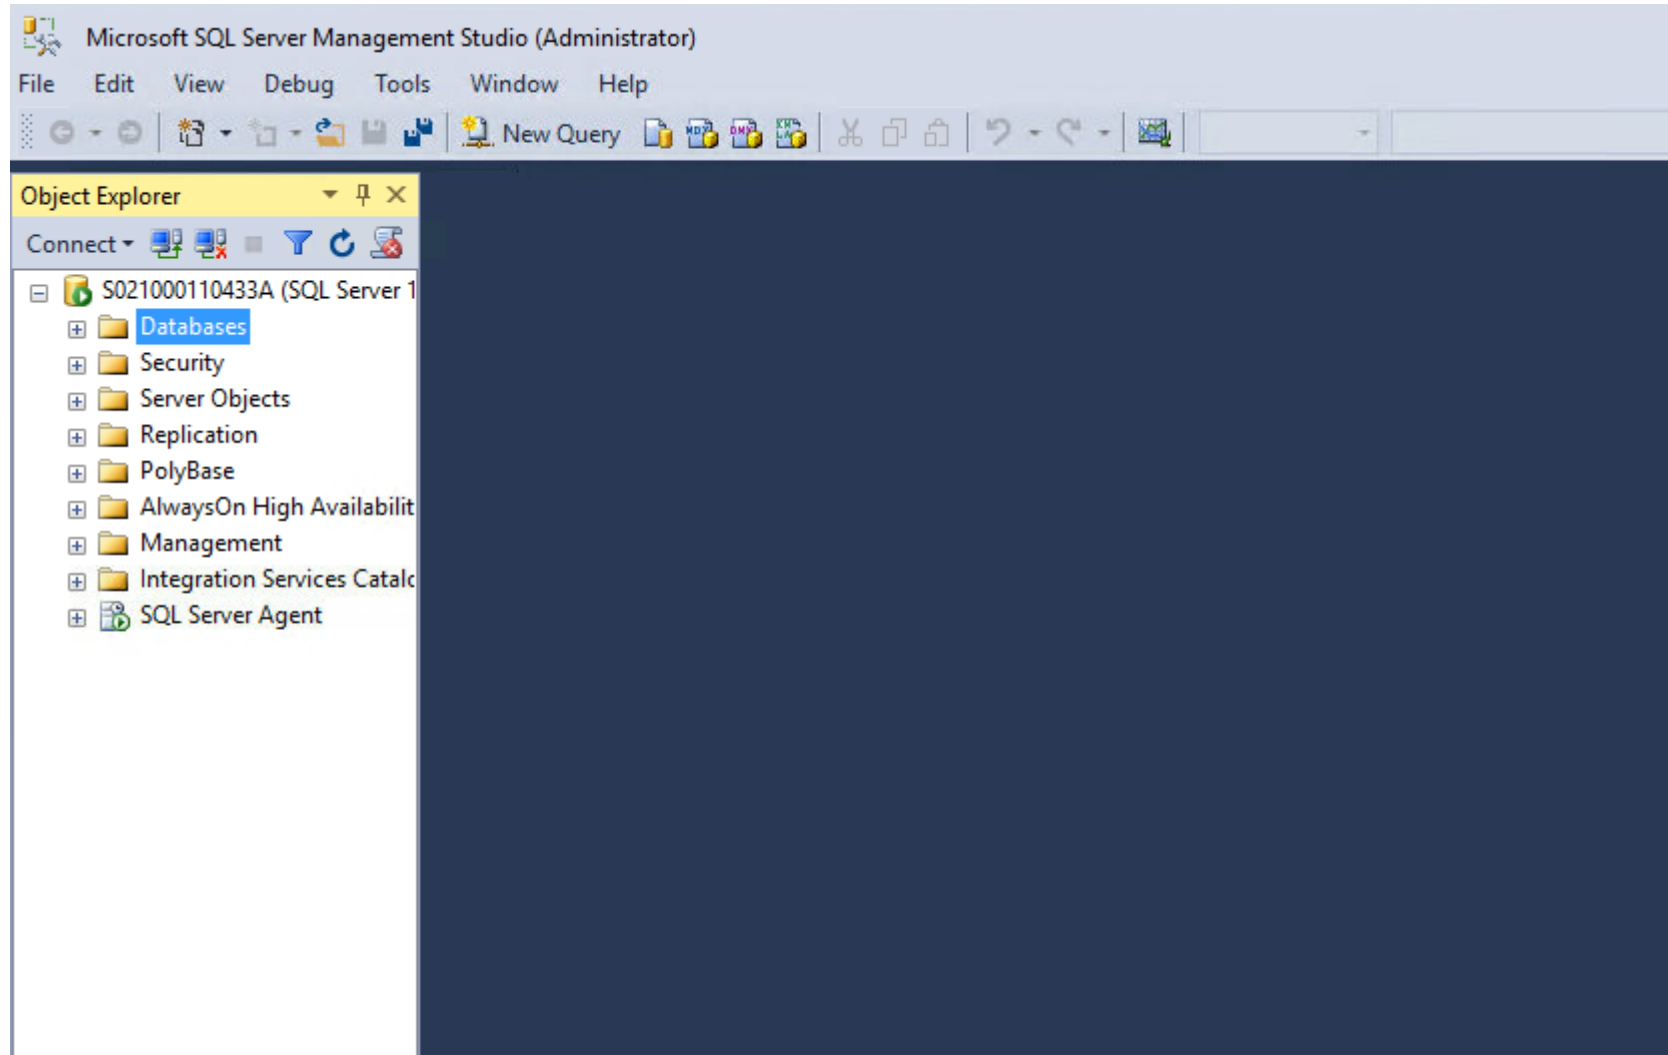 Microsoft SQL Server Management Studio (Administrator)
File Edit View Debug Tools Window Help
New Query
Object Explorer
Connect
S021000110433A (SQL Server 1
Databases
Security
Server Objects
Replication
PolyBase
AlwaysOn High Availabilit
Management
Integration Services Catalo
SQL Server Agent